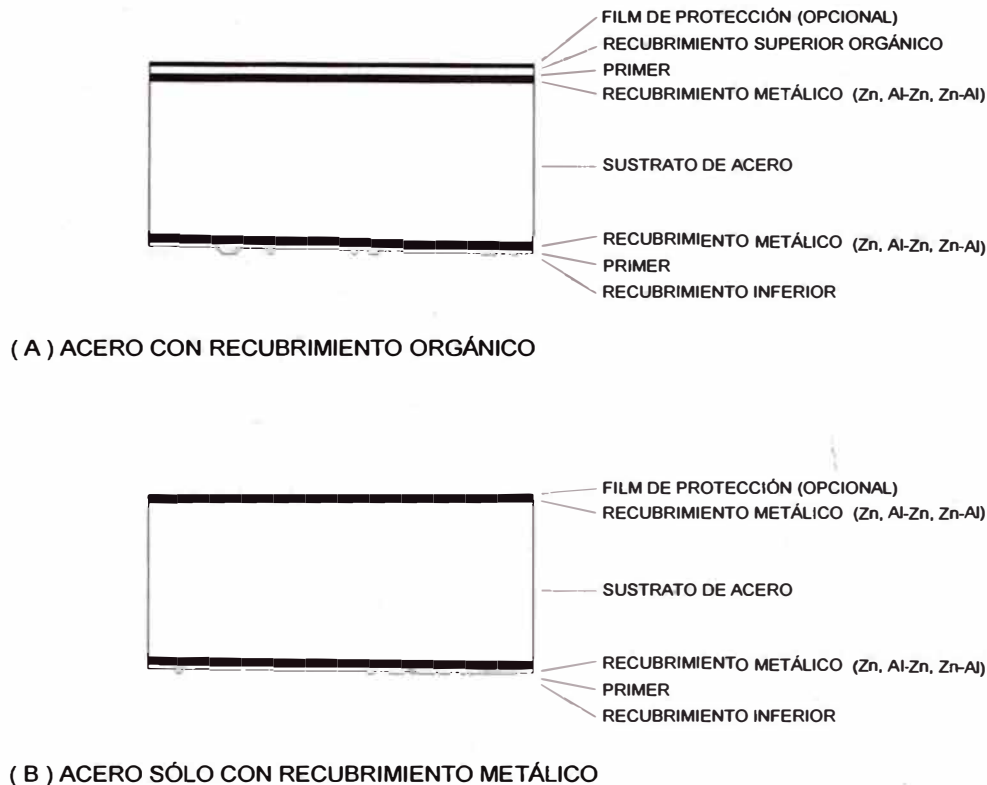 FILM DE PROTECCIÓN (OPCIONAL)
RECUBRIMIENTO SUPERIOR ORGÁNICO
PRIMER
RECUBRIMIENTO METÁLICO (Zn, Al-Zn, Zn-Al)
SUSTRATO DE ACERO
RECUBRIMIENTO METÁLICO (Zn, Al-Zn, Zn-Al)
PRIMER
RECUBRIMIENTO INFERIOR
( A ) ACERO CON RECUBRIMIENTO ORGÁNICO
FILM DE PROTECCIÓN (OPCIONAL)
RECUBRIMIENTO METÁLICO (Zn, Al-Zn, Zn-Al)
SUSTRATO DE ACERO
RECUBRIMIENTO METÁLICO (Zn, Al-Zn, Zn-Al)
PRIMER
RECUBRIMIENTO INFERIOR
( B ) ACERO SÓLO CON RECUBRIMIENTO METÁLICO